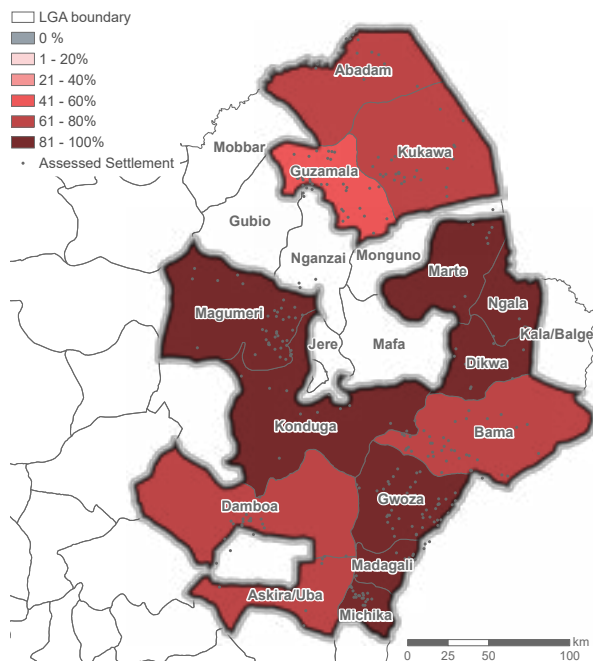 LGA boundary
0 %
1 - 20%
21 - 40%
41 - 60%
61 - 80%
81 - 100%
Assessed Settlement
Abadam
Mobbar
Kukawa
Guzamala
Gubio
Nganzai
Monguno
Marte
Magumeri
Ngala
Jere
Mafa
Kala/Balge
Dikwa
Konduga
Bama
Gwoza
Damboa
Madagali
Askira/Uba
Michika
0 25 50 100
km